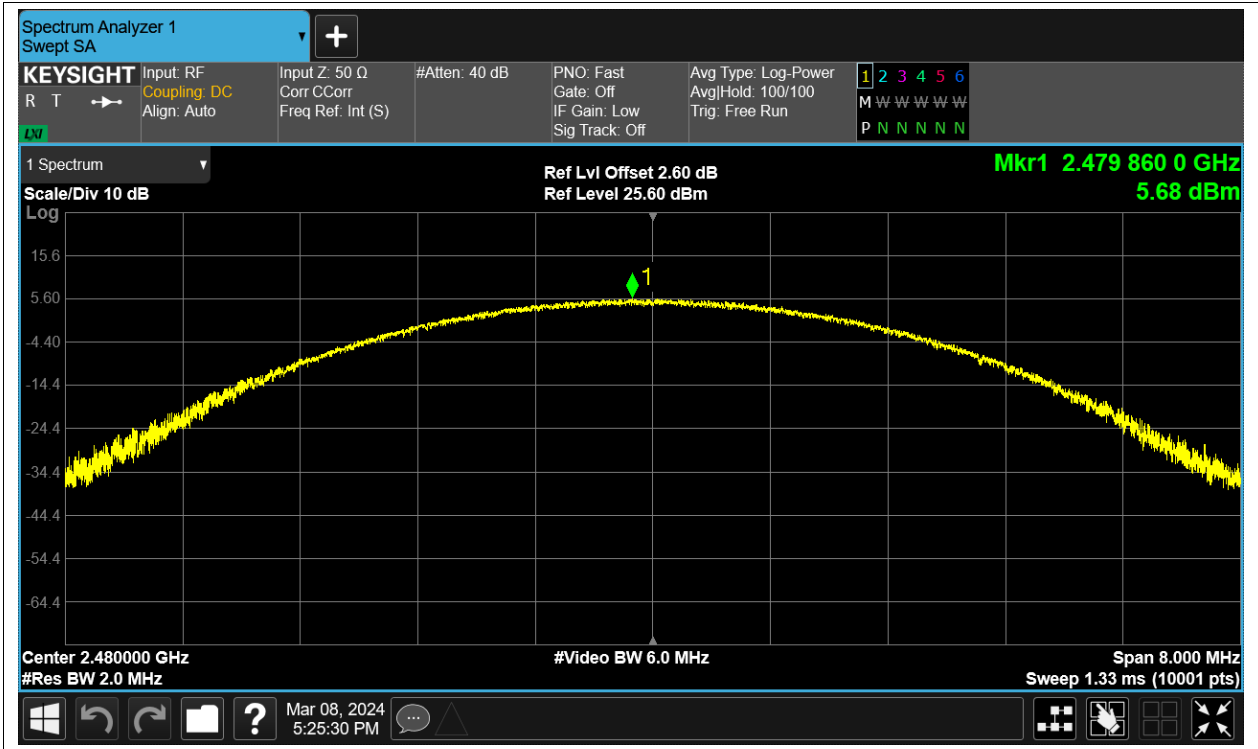 Spectrum Analyzer 1
Swept SA
KEYSIGHT
R T
LXI
Input: RF
Coupling: DC
Align: Auto
Input Z: 50 Ω
Corr CCorr
Freq Ref: Int (S)
#Atten: 40 dB
PNO: Fast
Gate: Off
IF Gain: Low
Sig Track: Off
Avg Type: Log-Power
Avg|Hold: 100/100
Trig: Free Run
1 2 3 4 5 6
M W W W W W
P N N N N N
1 Spectrum
Scale/Div 10 dB
Log
Ref Lvl Offset 2.60 dB
Ref Level 25.60 dBm
Mkr1 2.479 860 0 GHz
5.68 dBm
1
15.6
5.60
-4.40
-14.4
-24.4
-34.4
-44.4
-54.4
-64.4
Center 2.480000 GHz
#Res BW 2.0 MHz
#Video BW 6.0 MHz
Span 8.000 MHz
Sweep 1.33 ms (10001 pts)
?
Mar 08, 2024
5:25:30 PM